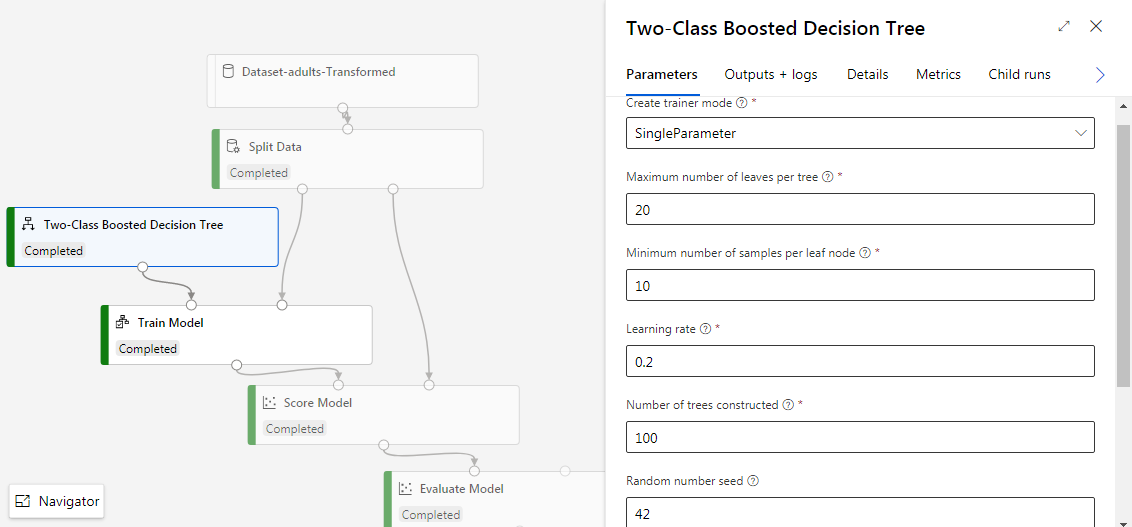 Dataset-adults-Transformed
Split Data
Completed
Two-Class Boosted Decision Tree
Completed
Train Model
Completed
Score Model
Completed
Evaluate Model
Completed
Navigator
Two-Class Boosted Decision Tree
Parameters Outputs + logs Details Metrics Child runs
Create trainer mode *
SingleParameter
Maximum number of leaves per tree *
20
Minimum number of samples per leaf node *
10
Learning rate *
0.2
Number of trees constructed *
100
Random number seed
42